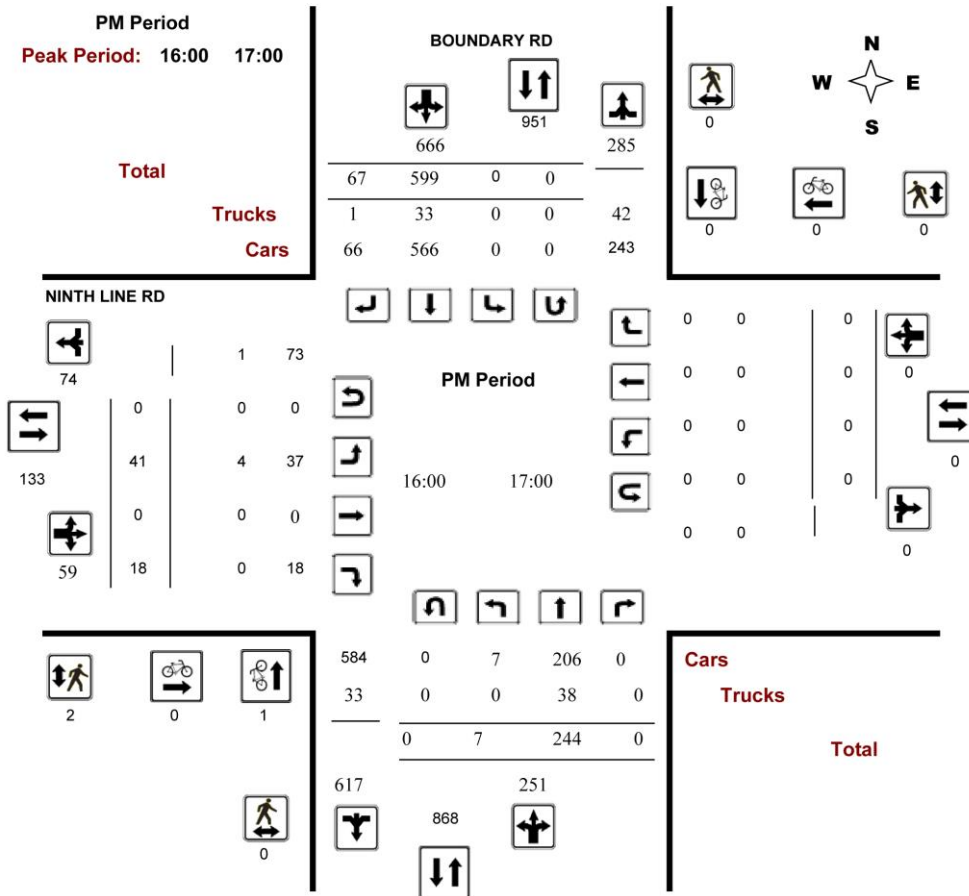 PM Period
Peak Period: 16:00 17:00
BOUNDARY RD
N
W E
S
951
0
666 285
Total
67 599 0 0
Trucks
1 33 0 0 42
Cars
66 566 0 0 243
0 0 0
NINTH LINE RD
0 0 0
1 73
74
PM Period
0 0 0
0
0 0 0
41 4 37
0 0 0
0
133
16:00 17:00
0 0 0
0 0 0
0 0
0
59
18 0 18
584 0 7 206 0
Cars
33 0 0 38 0
Trucks
2 0 1
0 7 244 0
Total
617 251
868
0